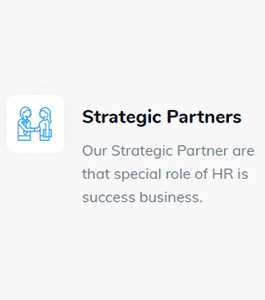 Strategic Partners
Our Strategic Partner are
that special role of HR is
success business.